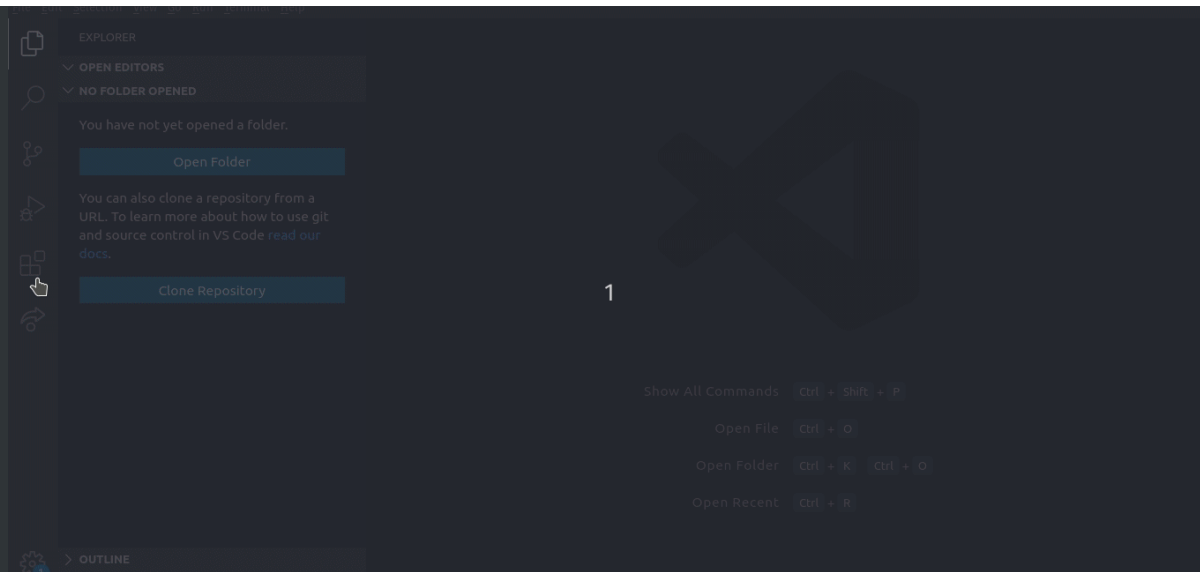 EXPLORER
OPEN EDITORS
NO FOLDER OPENED
You have not yet opened a folder.
Open Folder
You can also clone a repository from a
URL. To learn more about how to use git
and source control in VS Code read our
docs.
Clone Repository
1
Show All Commands Ctrl + Shift + P
Open File Ctrl + O
Open Folder Ctrl + K Ctrl + O
Open Recent Ctrl + R
OUTLINE